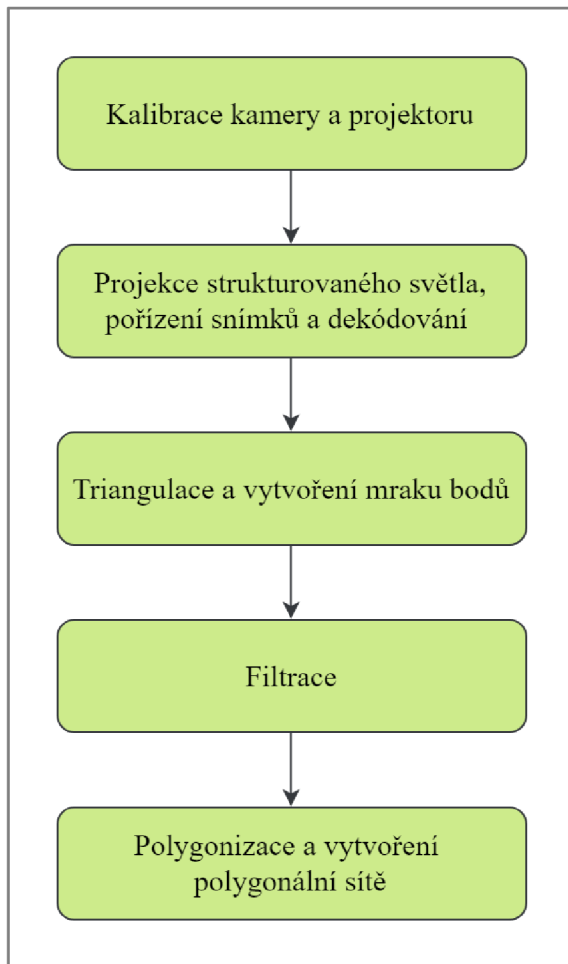 Kalibrace kamery a projektoru
Projekce strukturovaného světla,
pořízení snímků a dekódování
Triangulace a vytvoření mraku bodů
Filtrace
Polygonizace a vytvoření
polygonální sítě